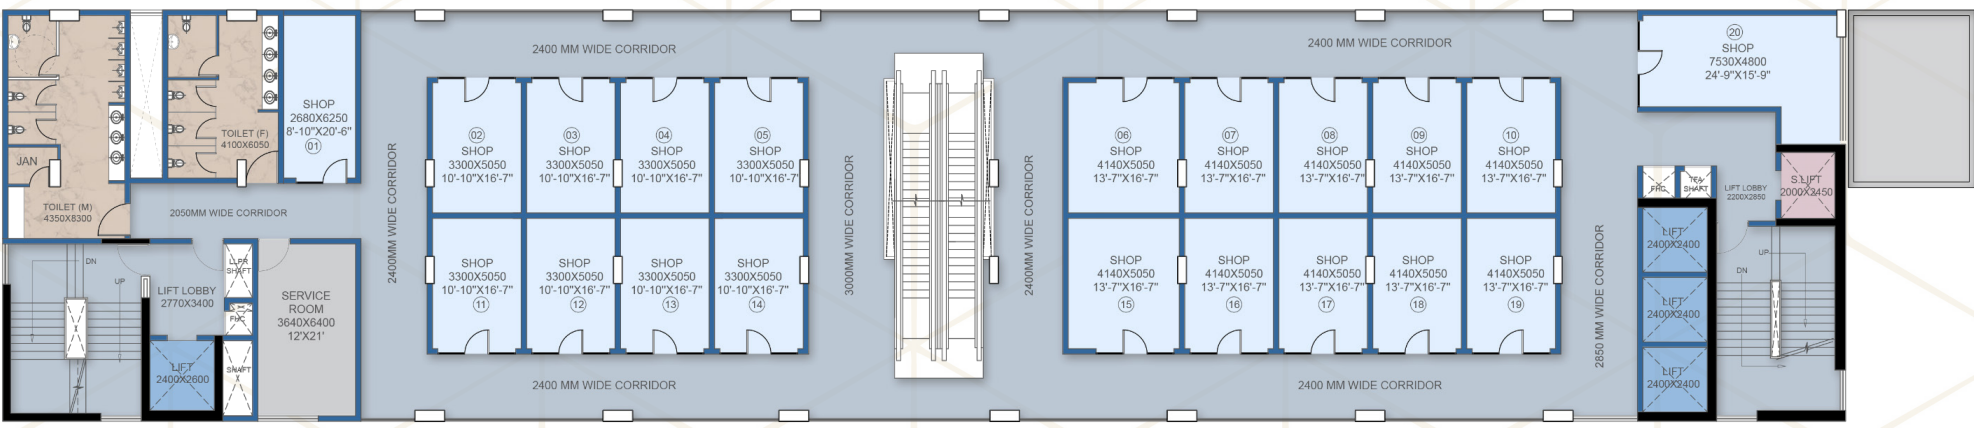 2400 MM WIDE CORRIDOR
2400 MM WIDE CORRIDOR
20
SHOP
7530X4800
24'-9"X15'-9"
SHOP
2680X6250
8'-10"X20'-6"
01
TOILET (F)
4100X6050
JAN
TOILET (M)
4350X8300
2050MM WIDE CORRIDOR
2400MM WIDE CORRIDOR
02
SHOP
3300X5050
10'-10"X16'-7"
03
SHOP
3300X5050
10'-10"X16'-7"
04
SHOP
3300X5050
10'-10"X16'-7"
05
SHOP
3300X5050
10'-10"X16'-7"
3000MM WIDE CORRIDOR
2400MM WIDE CORRIDOR
06
SHOP
4140X5050
13'-7"X16'-7"
07
SHOP
4140X5050
13'-7"X16'-7"
08
SHOP
4140X5050
13'-7"X16'-7"
09
SHOP
4140X5050
13'-7"X16'-7"
10
SHOP
4140X5050
13'-7"X16'-7"
FHC
TFA
SHAFT
LIFT LOBBY
2200X2850
S.LIFT
2000X2450
DN
UP
LIFT LOBBY
2770X3400
SHAFT
FHC
SERVICE
ROOM
3640X6400
12'X21'
LIFT
2400X2600
SHAFT
SHOP
3300X5050
10'-10"X16'-7"
11
SHOP
3300X5050
10'-10"X16'-7"
12
SHOP
3300X5050
10'-10"X16'-7"
13
SHOP
3300X5050
10'-10"X16'-7"
14
SHOP
4140X5050
13'-7"X16'-7"
15
SHOP
4140X5050
13'-7"X16'-7"
16
SHOP
4140X5050
13'-7"X16'-7"
17
SHOP
4140X5050
13'-7"X16'-7"
18
SHOP
4140X5050
13'-7"X16'-7"
19
2850 MM WIDE CORRIDOR
LIFT
2400X2400
LIFT
2400X2400
LIFT
2400X2400
UP
DN
2400 MM WIDE CORRIDOR
2400 MM WIDE CORRIDOR